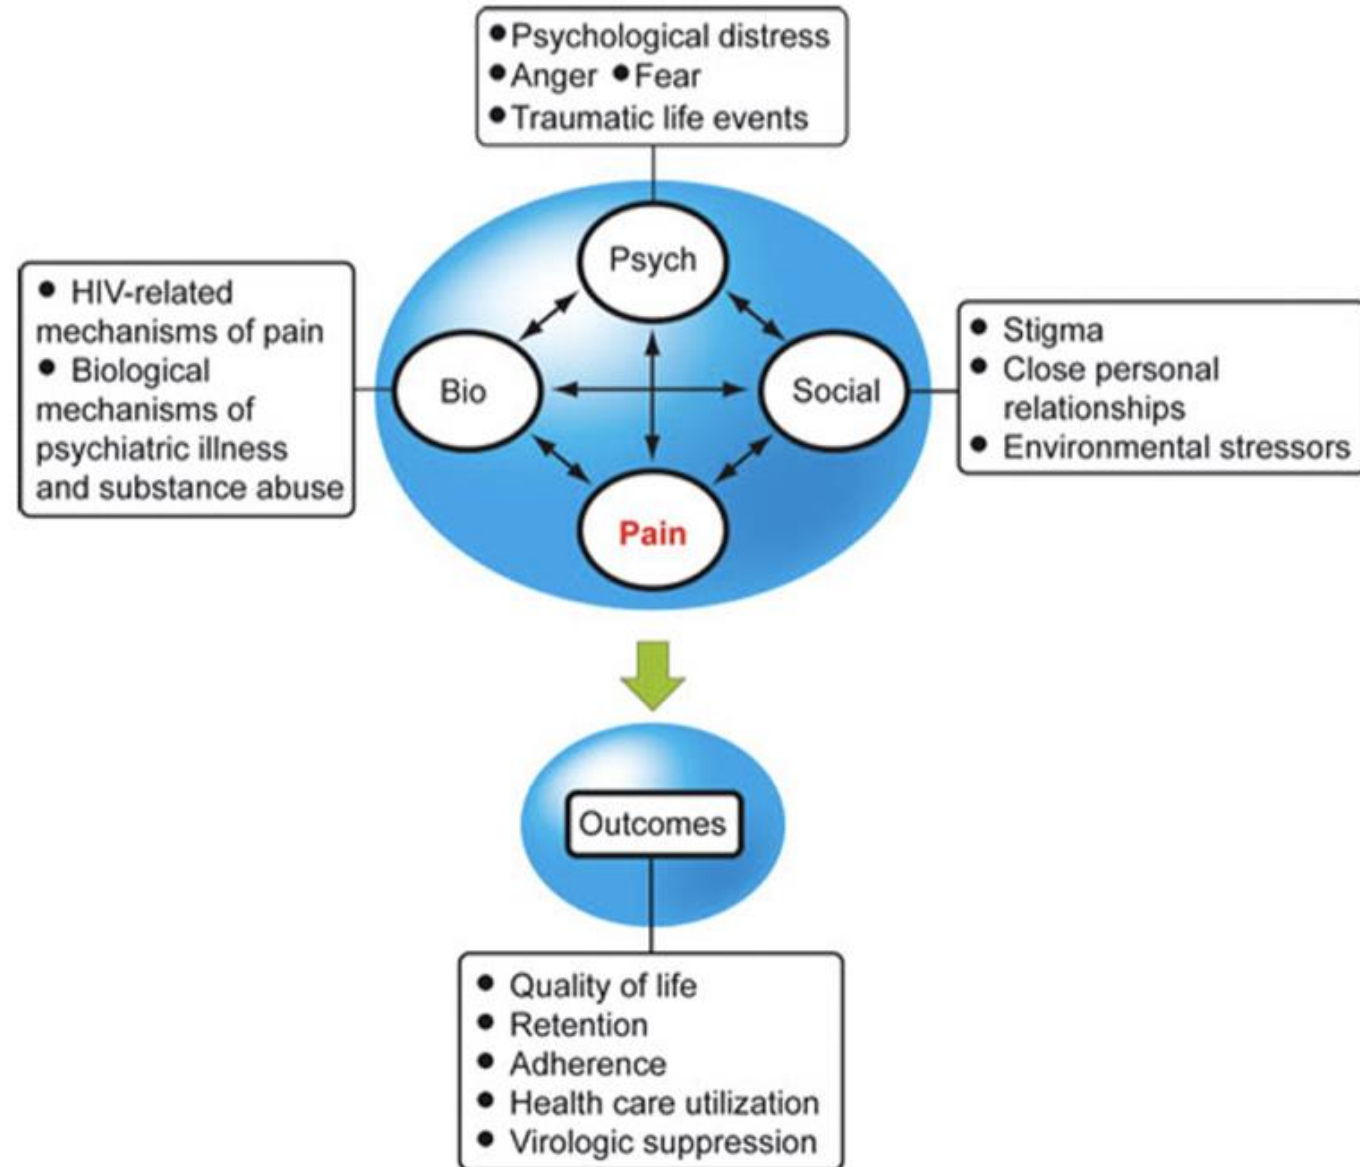 ● Psychological distress
● Anger ● Fear
● Traumatic life events
Psych
● HIV-related
mechanisms of pain
● Biological
mechanisms of
psychiatric illness
and substance abuse
Bio
Social
● Stigma
● Close personal
relationships
● Environmental stressors
Pain
Outcomes
● Quality of life
● Retention
● Adherence
● Health care utilization
● Virologic suppression